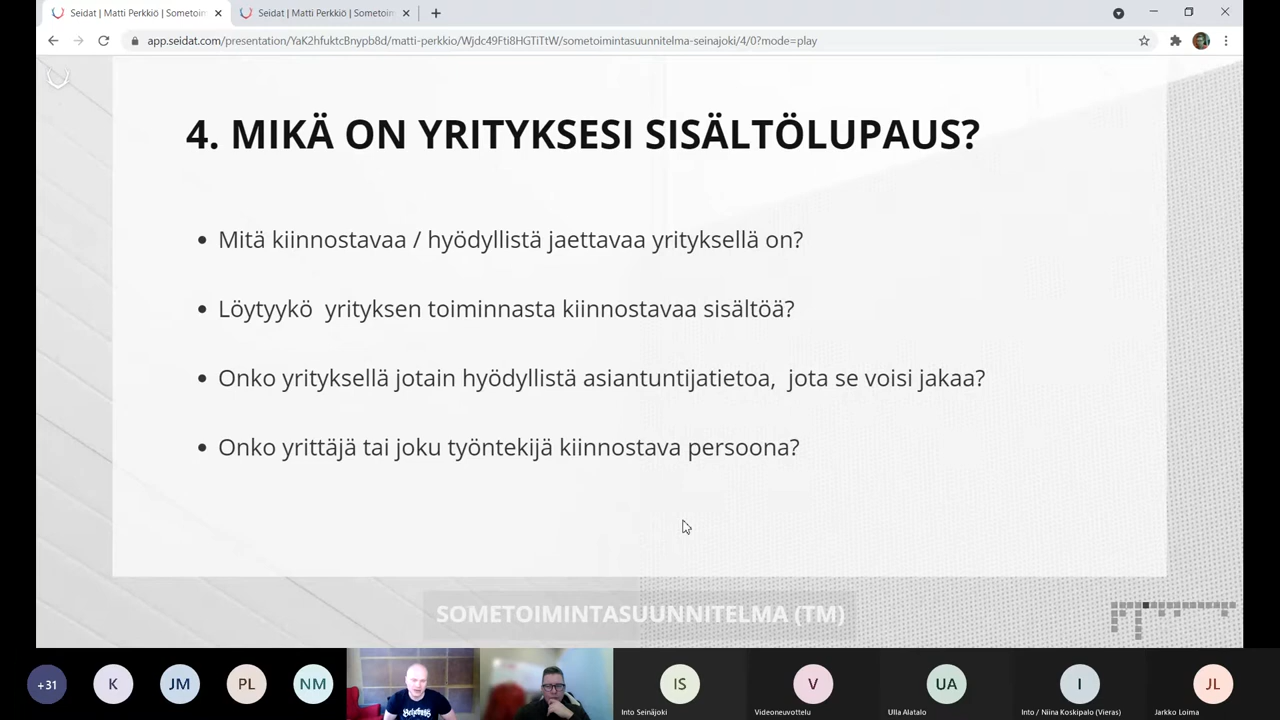 Seidat | Matti Perkkiö | Sometoim
Seidat | Matti Perkkiö | Sometoim
app.seidat.com/presentation/YaK2hfuktcBnypb8d/matti-perkkio/Wjdc49Fti8HGTiTtW/sometoimintasuunnitelma-seinajoki/4/0?mode=play
4. MIKÄ ON YRITYKSESI SISÄLTÖLUPAUS?
• Mitä kiinnostavaa / hyödyllistä jaettavaa yrityksellä on?
• Löytyykö  yrityksen toiminnasta kiinnostavaa sisältöä?
• Onko yrityksellä jotain hyödyllistä asiantuntijatietoa,  jota se voisi jakaa?
• Onko yrittäjä tai joku työntekijä kiinnostava persoona?
SOMETOIMINTASUUNNITELMA (TM)
+31
K
JM
PL
NM
IS
V
UA
I
JL
Into Seinäjoki
Videoneuvottelu
Ulla Alatalo
Into / Niina Koskipalo (Vieras)
Jarkko Loima